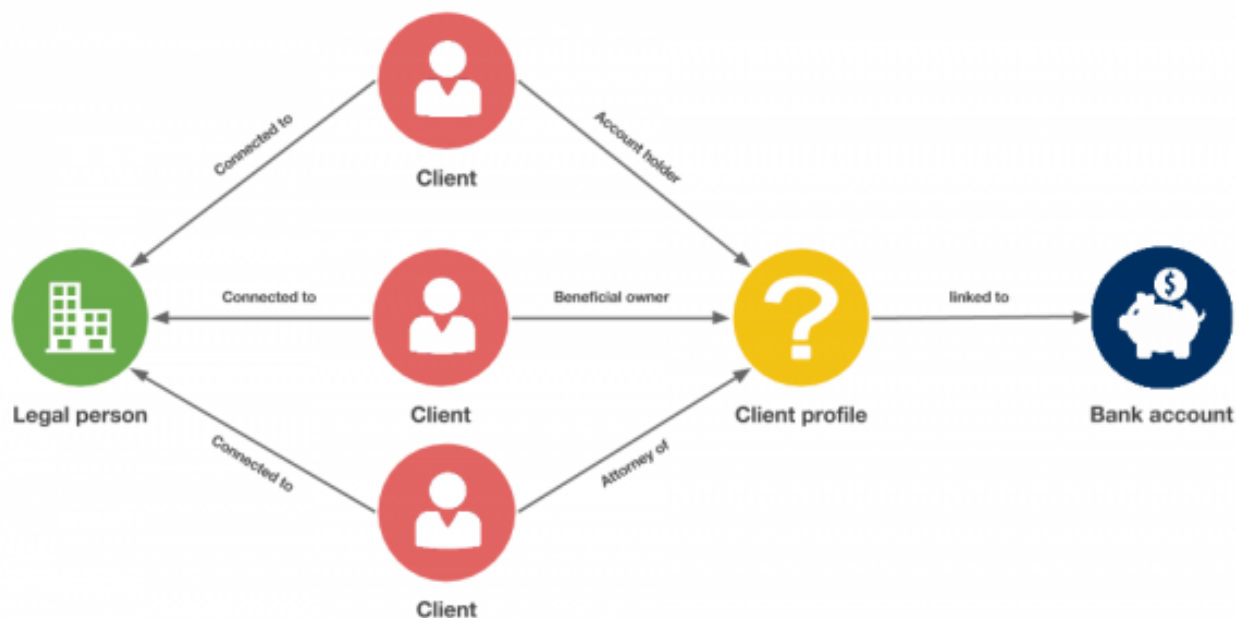 Client
Connected to
Account holder
Legal person
Connected to
Client
Beneficial owner
Client profile
linked to
Bank account
Connected to
Client
Attorney of